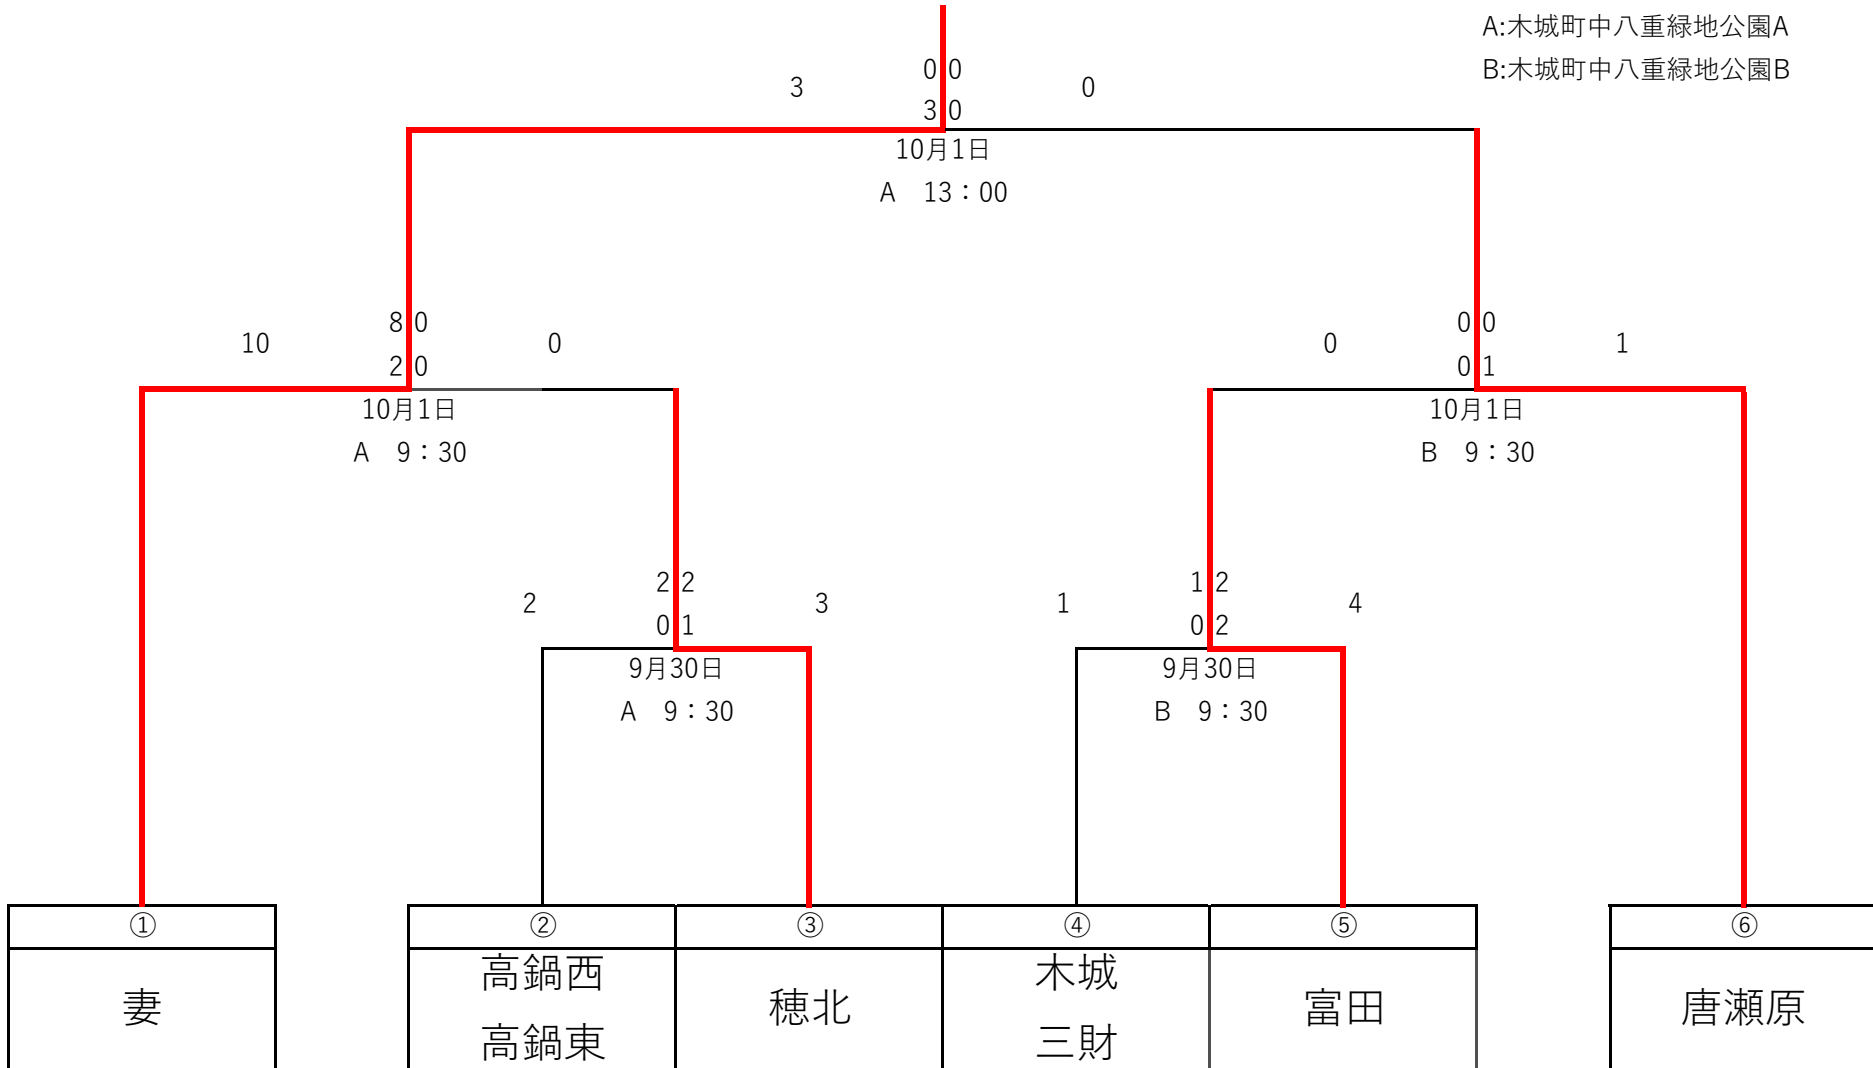 A:木城町中八重緑地公園A
B:木城町中八重緑地公園B
3 0 0 0
3 0
10月1日
A 13：00
10 8 0 0
2 0
10月1日
A 9：30
0 0 0 1
0 1
10月1日
B 9：30
2 2 2 3
0 1
9月30日
A 9：30
1 1 2 4
0 2
9月30日
B 9：30
① ② ③ ④ ⑤ ⑥
妻
高鍋西
高鍋東
穂北
木城
三財
富田
唐瀬原